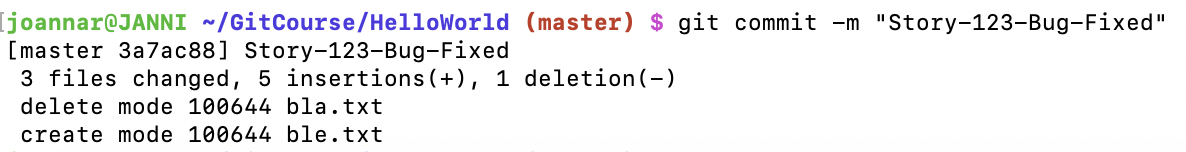 joannar@JANNI ~/GitCourse/HelloWorld (master) $ git commit -m "Story-123-Bug-Fixed"
[master 3a7ac88] Story-123-Bug-Fixed
 3 files changed, 5 insertions(+), 1 deletion(-)
 delete mode 100644 bla.txt
 create mode 100644 ble.txt